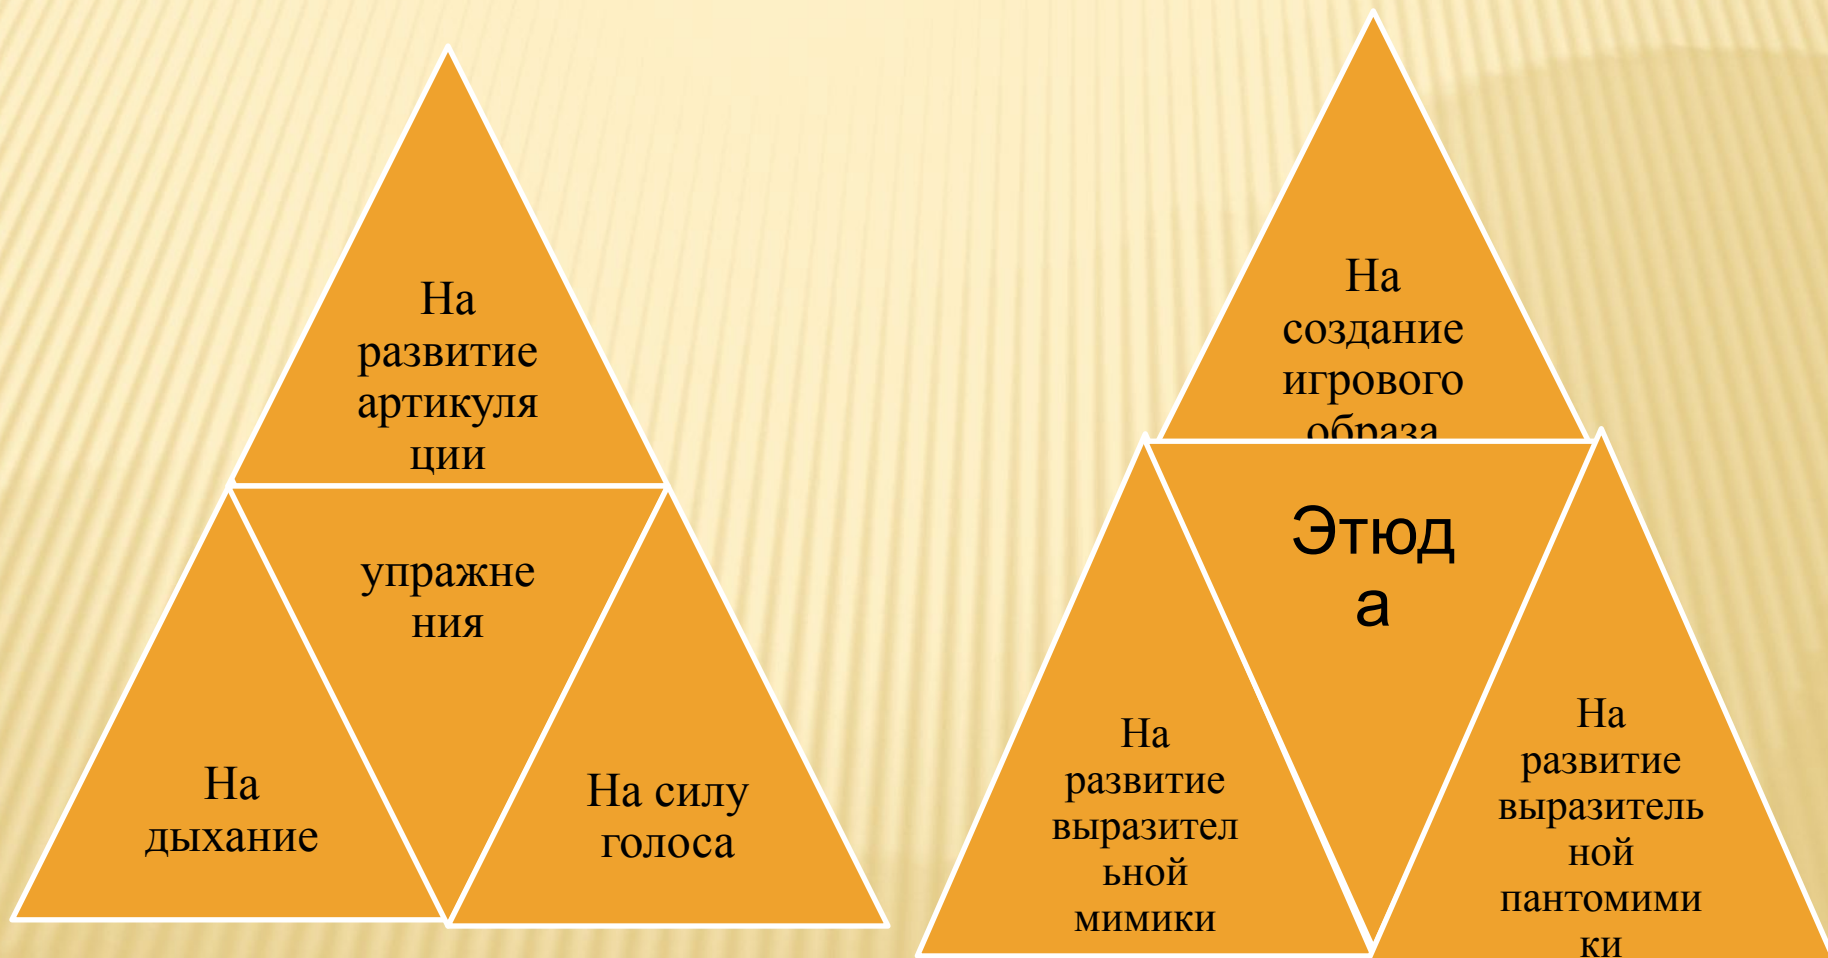 На
развитие
артикуля
ции
упражне
ния
На
дыхание
На силу
голоса
На
создание
игрового
образа
Этюд
а
На
развитие
выразител
ьной
мимики
На
развитие
выразитель
ной
пантомими
ки